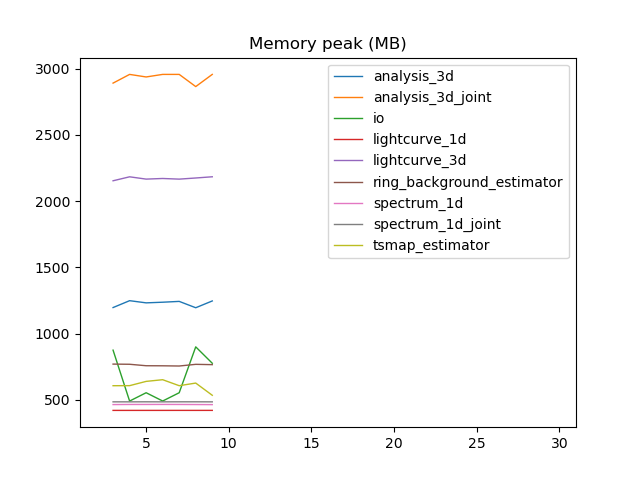 Memory peak (MB)
3000
2500
2000
1500
1000
500
analysis_3d
analysis_3d_joint
io
lightcurve_1d
lightcurve_3d
ring_background_estimator
spectrum_1d
spectrum_1d_joint
tsmap_estimator
5 10 15 20 25 30